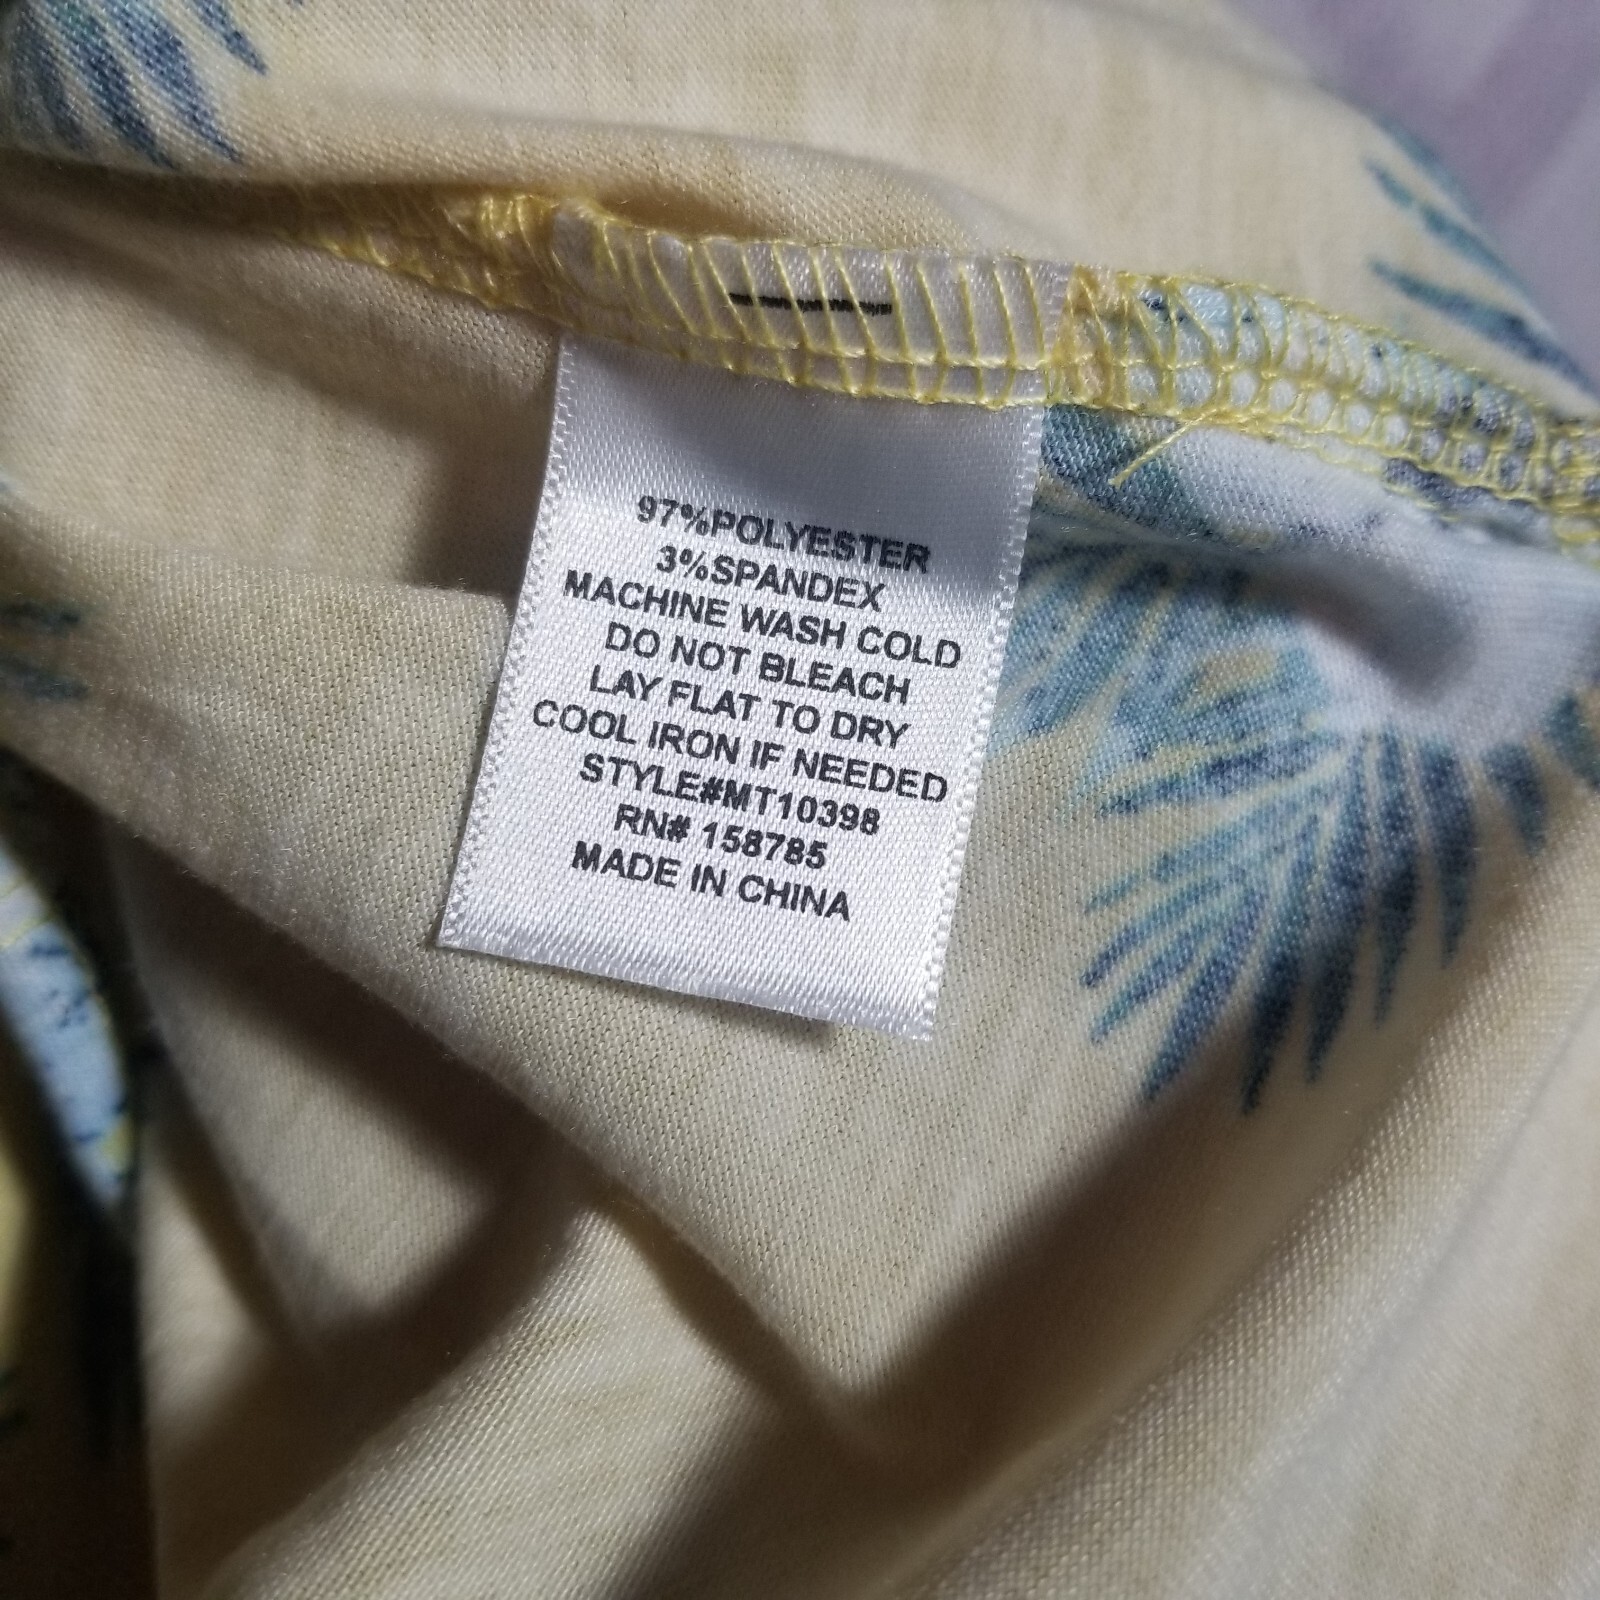 97%POLYESTER
3%SPANDEX
MACHINE WASH COLD
DO NOT BLEACH
LAY FLAT TO DRY
COOL IRON IF NEEDED
STYLE#MT10398
RN# 158785
MADE IN CHINA